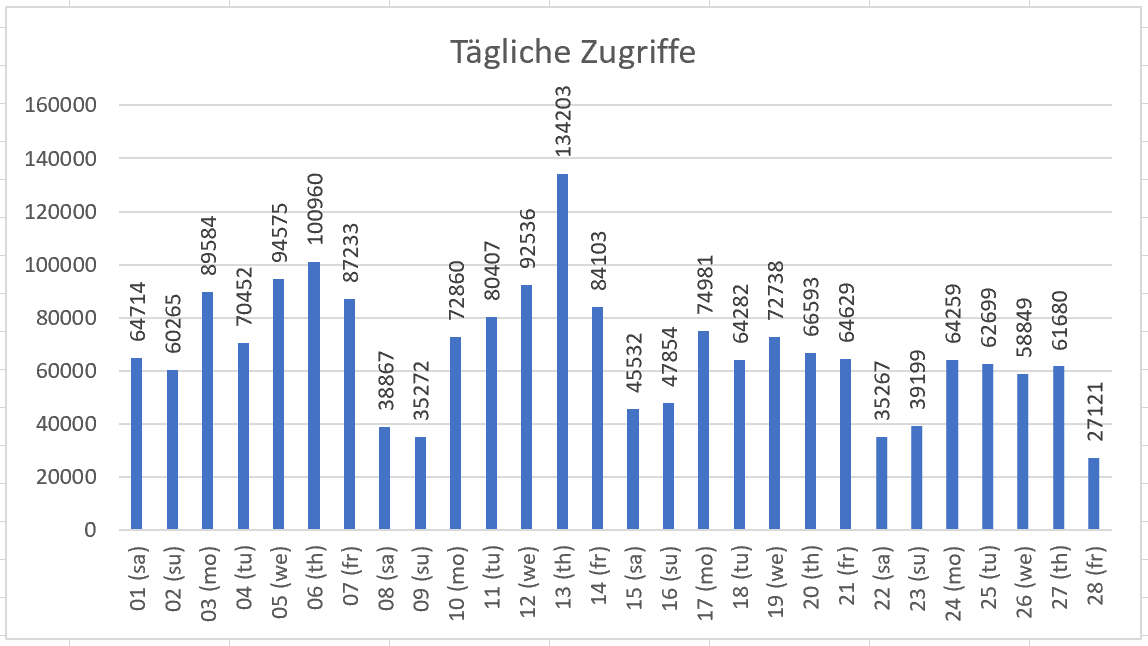 Tägliche Zugriffe
160000
140000
120000
100000
80000
60000
40000
20000
0
64714
60265
89584
70452
94575
100960
87233
38867
35272
72860
80407
92536
134203
84103
45532
47854
74981
64282
72738
66593
64629
35267
39199
64259
62699
58849
61680
27121
01 (sa)
02 (su)
03 (mo)
04 (tu)
05 (we)
06 (th)
07 (fr)
08 (sa)
09 (su)
10 (mo)
11 (tu)
12 (we)
13 (th)
14 (fr)
15 (sa)
16 (su)
17 (mo)
18 (tu)
19 (we)
20 (th)
21 (fr)
22 (sa)
23 (su)
24 (mo)
25 (tu)
26 (we)
27 (th)
28 (fr)